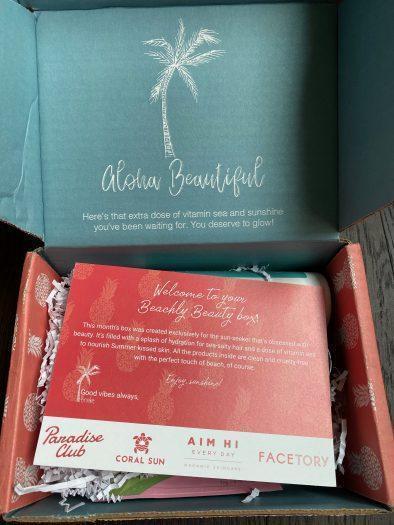 Aloha Beautiful
Here's that extra dose of vitamin sea and sunshine
you've been waiting for. You deserve to glow!
Welcome to your
Beachly Beauty box!
This month's box was created exclusively for the sun-seeker that's obsessed with
beauty. It's filled with a splash of hydration for sea-salty hair and a dose of vitamin sea
to nourish Summer-kissed skin. All the products inside are clean and cruelty-free
with the perfect touch of beach, of course.
Enjoy, sunshine!
Good vibes always,
Paradise
Club
CORAL SUN
AIM HI
EVERY DAY
ORGANIC SKINCARE
FACETORY